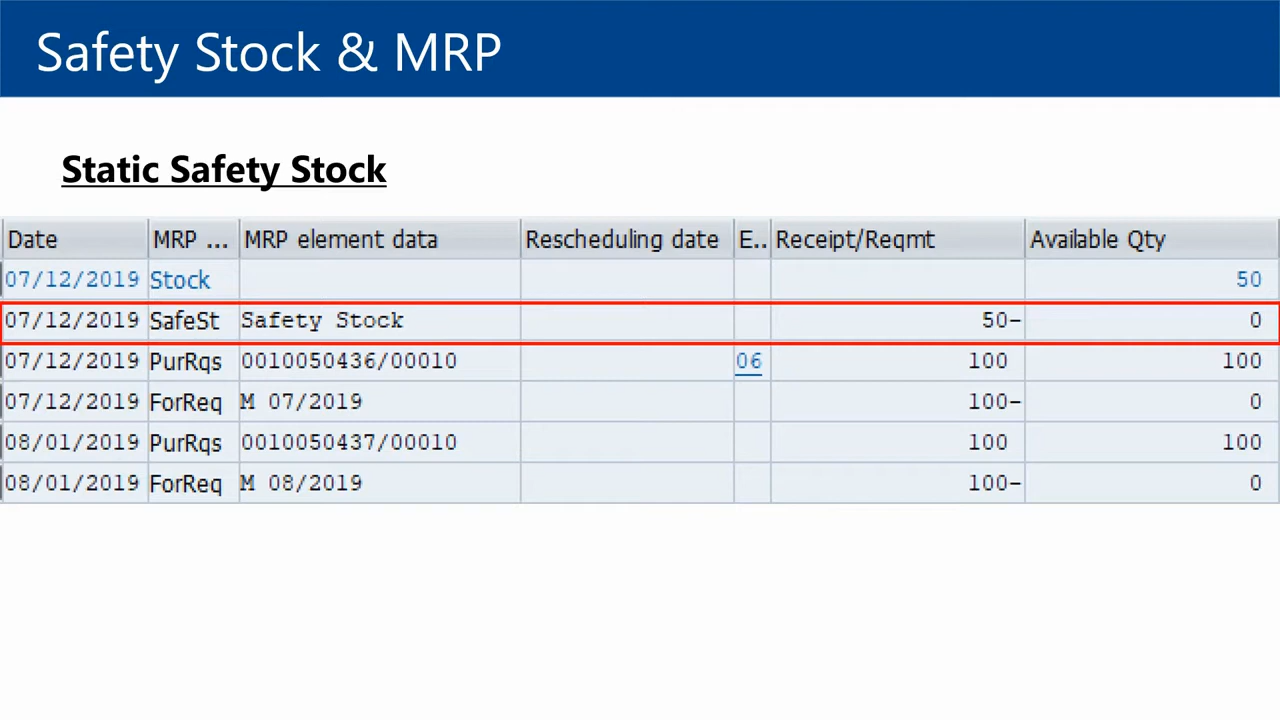 Safety Stock & MRP
Static Safety Stock
Date MRP ... MRP element data Rescheduling date E.. Receipt/Reqmt Available Qty
07/12/2019 Stock 50
07/12/2019 SafeSt Safety Stock 50- 0
07/12/2019 PurRqs 0010050436/00010 06 100 100
07/12/2019 ForReq M 07/2019 100- 0
08/01/2019 PurRqs 0010050437/00010 100 100
08/01/2019 ForReq M 08/2019 100- 0